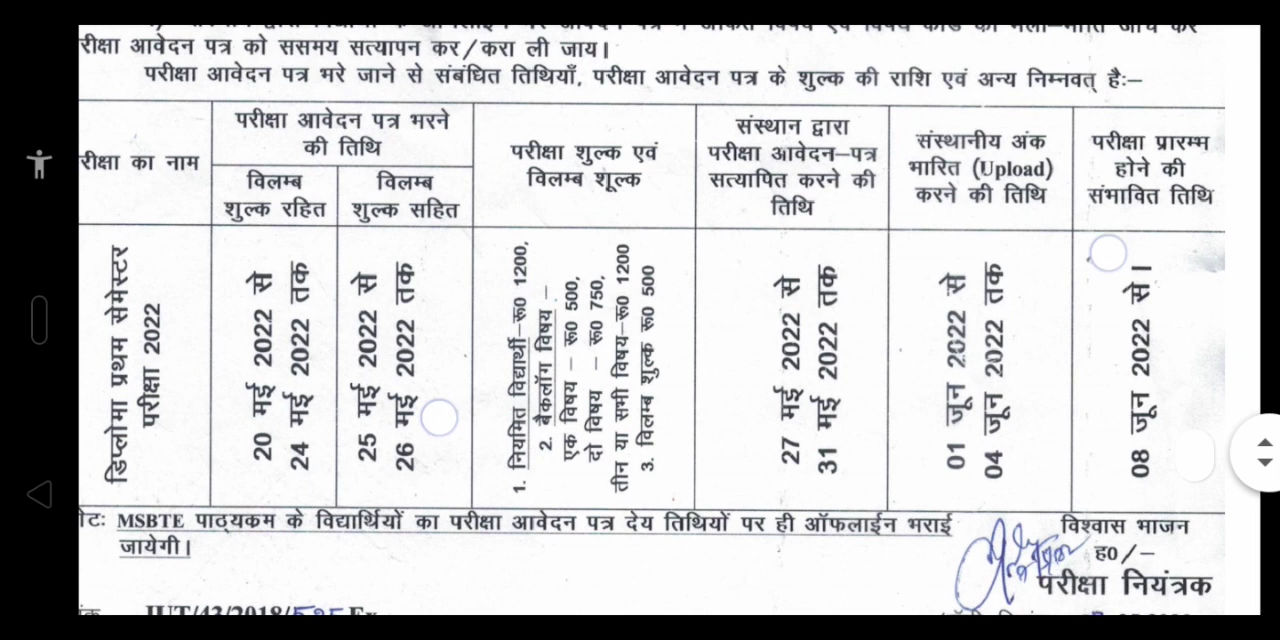 रीक्षा आवेदन पत्र को ससमय सत्यापन कर/करा ली जाय।
परीक्षा आवेदन पत्र भरे जाने से संबंधित तिथियाँ, परीक्षा आवेदन पत्र के शुल्क की राशि एवं अन्य निम्नवत् है:–
रीक्षा का नाम
परीक्षा आवेदन पत्र भरने
की तिथि
विलम्ब
शुल्क रहित
विलम्ब
शुल्क सहित
परीक्षा शुल्क एवं
विलम्ब शूल्क
संस्थान द्वारा
परीक्षा आवेदन–पत्र
सत्यापित करने की
तिथि
संस्थानीय अंक
भारित (Upload)
करने की तिथि
परीक्षा प्रारम्भ
होने की
संभावित तिथि
डिप्लोमा प्रथम सेमेस्टर
परीक्षा 2022
20 मई 2022 से
24 मई 2022 तक
25 मई 2022 से
26 मई 2022 तक
1. नियमित विद्यार्थी–रू0 1200,
2. बैकलॉग विषय –
एक विषय – रू0 500,
दो विषय – रू0 750,
तीन या सभी विषय–रू0 1200
3. विलम्ब शुल्क रू0 500
27 मई 2022 से
31 मई 2022 तक
01 जून 2022 से
04 जून 2022 तक
08 जून 2022 से।
ोटः MSBTE पाठ्यकम के विद्यार्थियों का परीक्षा आवेदन पत्र देय तिथियों पर ही ऑफलाईन भराई
जायेगी।
विश्वास भाजन
ह0/–
परीक्षा नियंत्रक